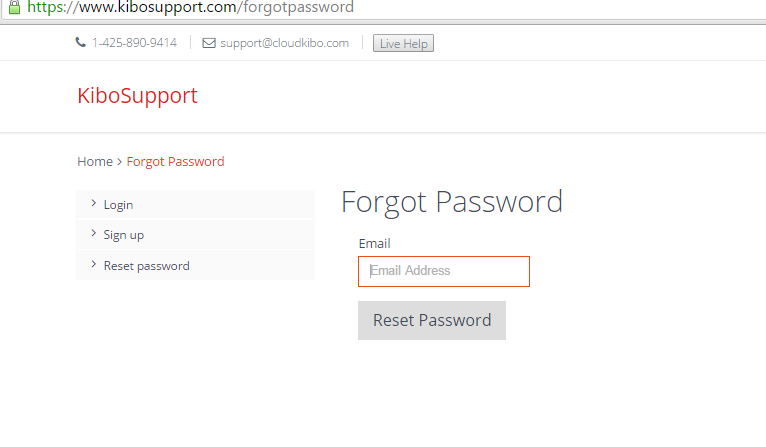 https://www.kibosupport.com/forgotpassword
1-425-890-9414 support@cloudkibo.com Live Help
KiboSupport
Home > Forgot Password
Login
Sign up
Reset password
Forgot Password
Email
Email Address
Reset Password